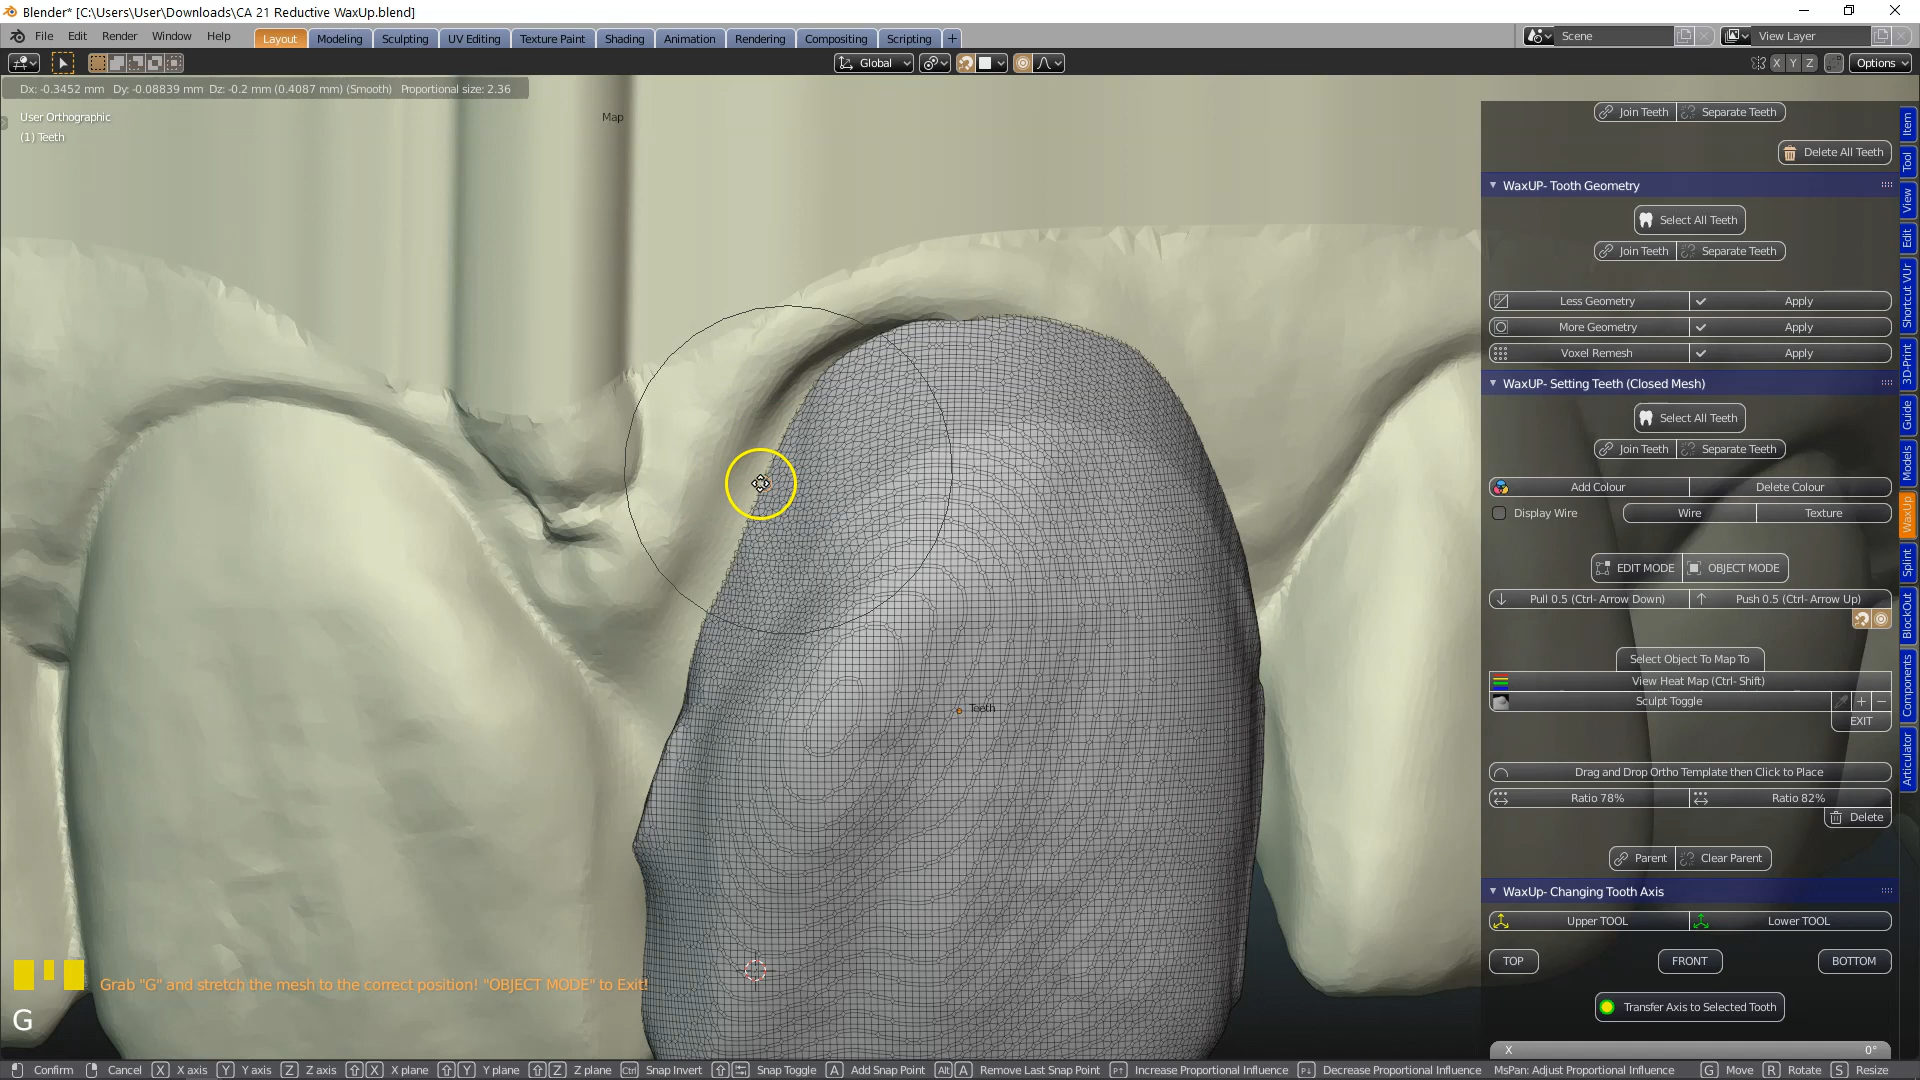 Blender* [C:\Users\User\Downloads\CA 21 Reductive WaxUp.blend]
File Edit Render Window Help Layout Modeling Sculpting UV Editing Texture Paint Shading Animation Rendering Compositing Scripting + Scene View Layer
Global X Y Z Options
Dx: -0.3452 mm Dy: -0.08839 mm Dz: -0.2 mm (0.4087 mm) (Smooth) Proportional size: 2.36
User Orthographic
(1) Teeth
Map
Teeth
Join Teeth Separate Teeth
Delete All Teeth
WaxUP- Tooth Geometry
Select All Teeth
Join Teeth Separate Teeth
Less Geometry Apply
More Geometry Apply
Voxel Remesh Apply
WaxUP- Setting Teeth (Closed Mesh)
Select All Teeth
Join Teeth Separate Teeth
Add Colour Delete Colour
Display Wire Wire Texture
EDIT MODE OBJECT MODE
Pull 0.5 (Ctrl- Arrow Down) Push 0.5 (Ctrl- Arrow Up)
Select Object To Map To
View Heat Map (Ctrl- Shift)
Sculpt Toggle + −
EXIT
Drag and Drop Ortho Template then Click to Place
Ratio 78% Ratio 82%
Delete
Parent Clear Parent
WaxUp- Changing Tooth Axis
Upper TOOL Lower TOOL
TOP FRONT BOTTOM
Transfer Axis to Selected Tooth
X 0°
Item
Tool
View
Edit
Shortcut VUr
3D-Print
Guide
Models
WaxUp
Splint
BlockOut
Components
Articulator
Grab "G" and stretch the mesh to the correct position! "OBJECT MODE" to Exit!
G
Confirm Cancel X X axis Y Y axis Z Z axis X X plane Y Y plane Z Z plane Ctrl Snap Invert Snap Toggle A Add Snap Point Alt A Remove Last Snap Point P↑ Increase Proportional Influence P↓ Decrease Proportional Influence MsPan: Adjust Proportional Influence G Move R Rotate S Resize